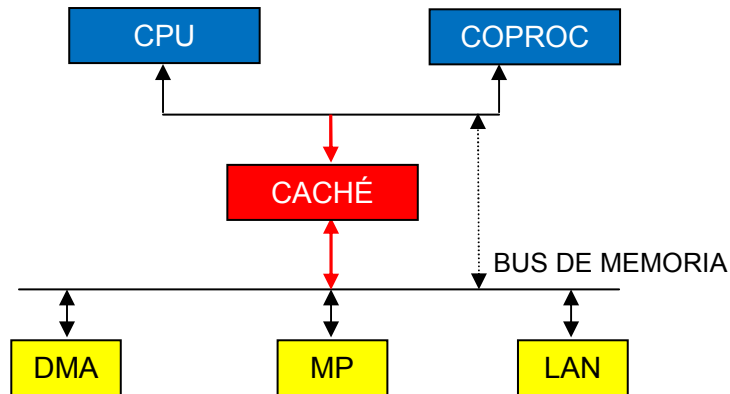 CPU
COPROC
CACHÉ
BUS DE MEMORIA
DMA
MP
LAN